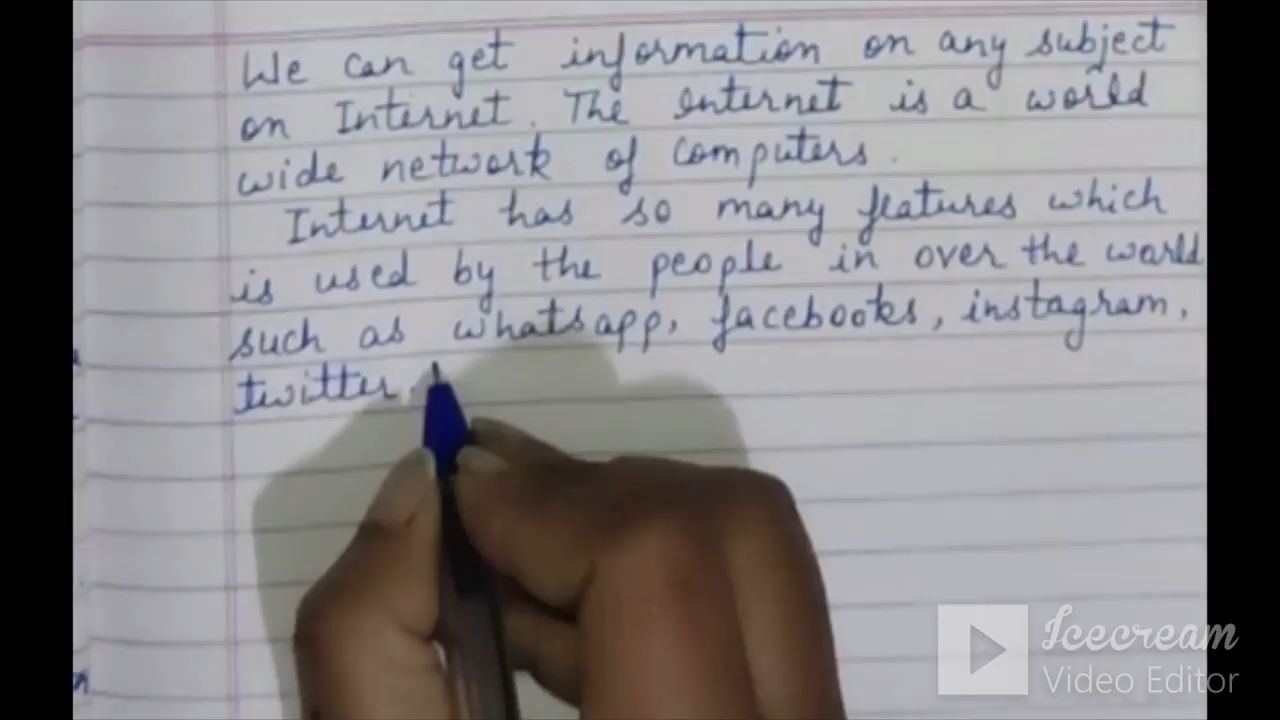 We can get information on any subject
on Internet. The Internet is a world
wide network of computers.
Internet has so many features which
is used by the people in over the world
such as whatsapp, facebooks, instagram,
twitter.
Icecream
Video Editor